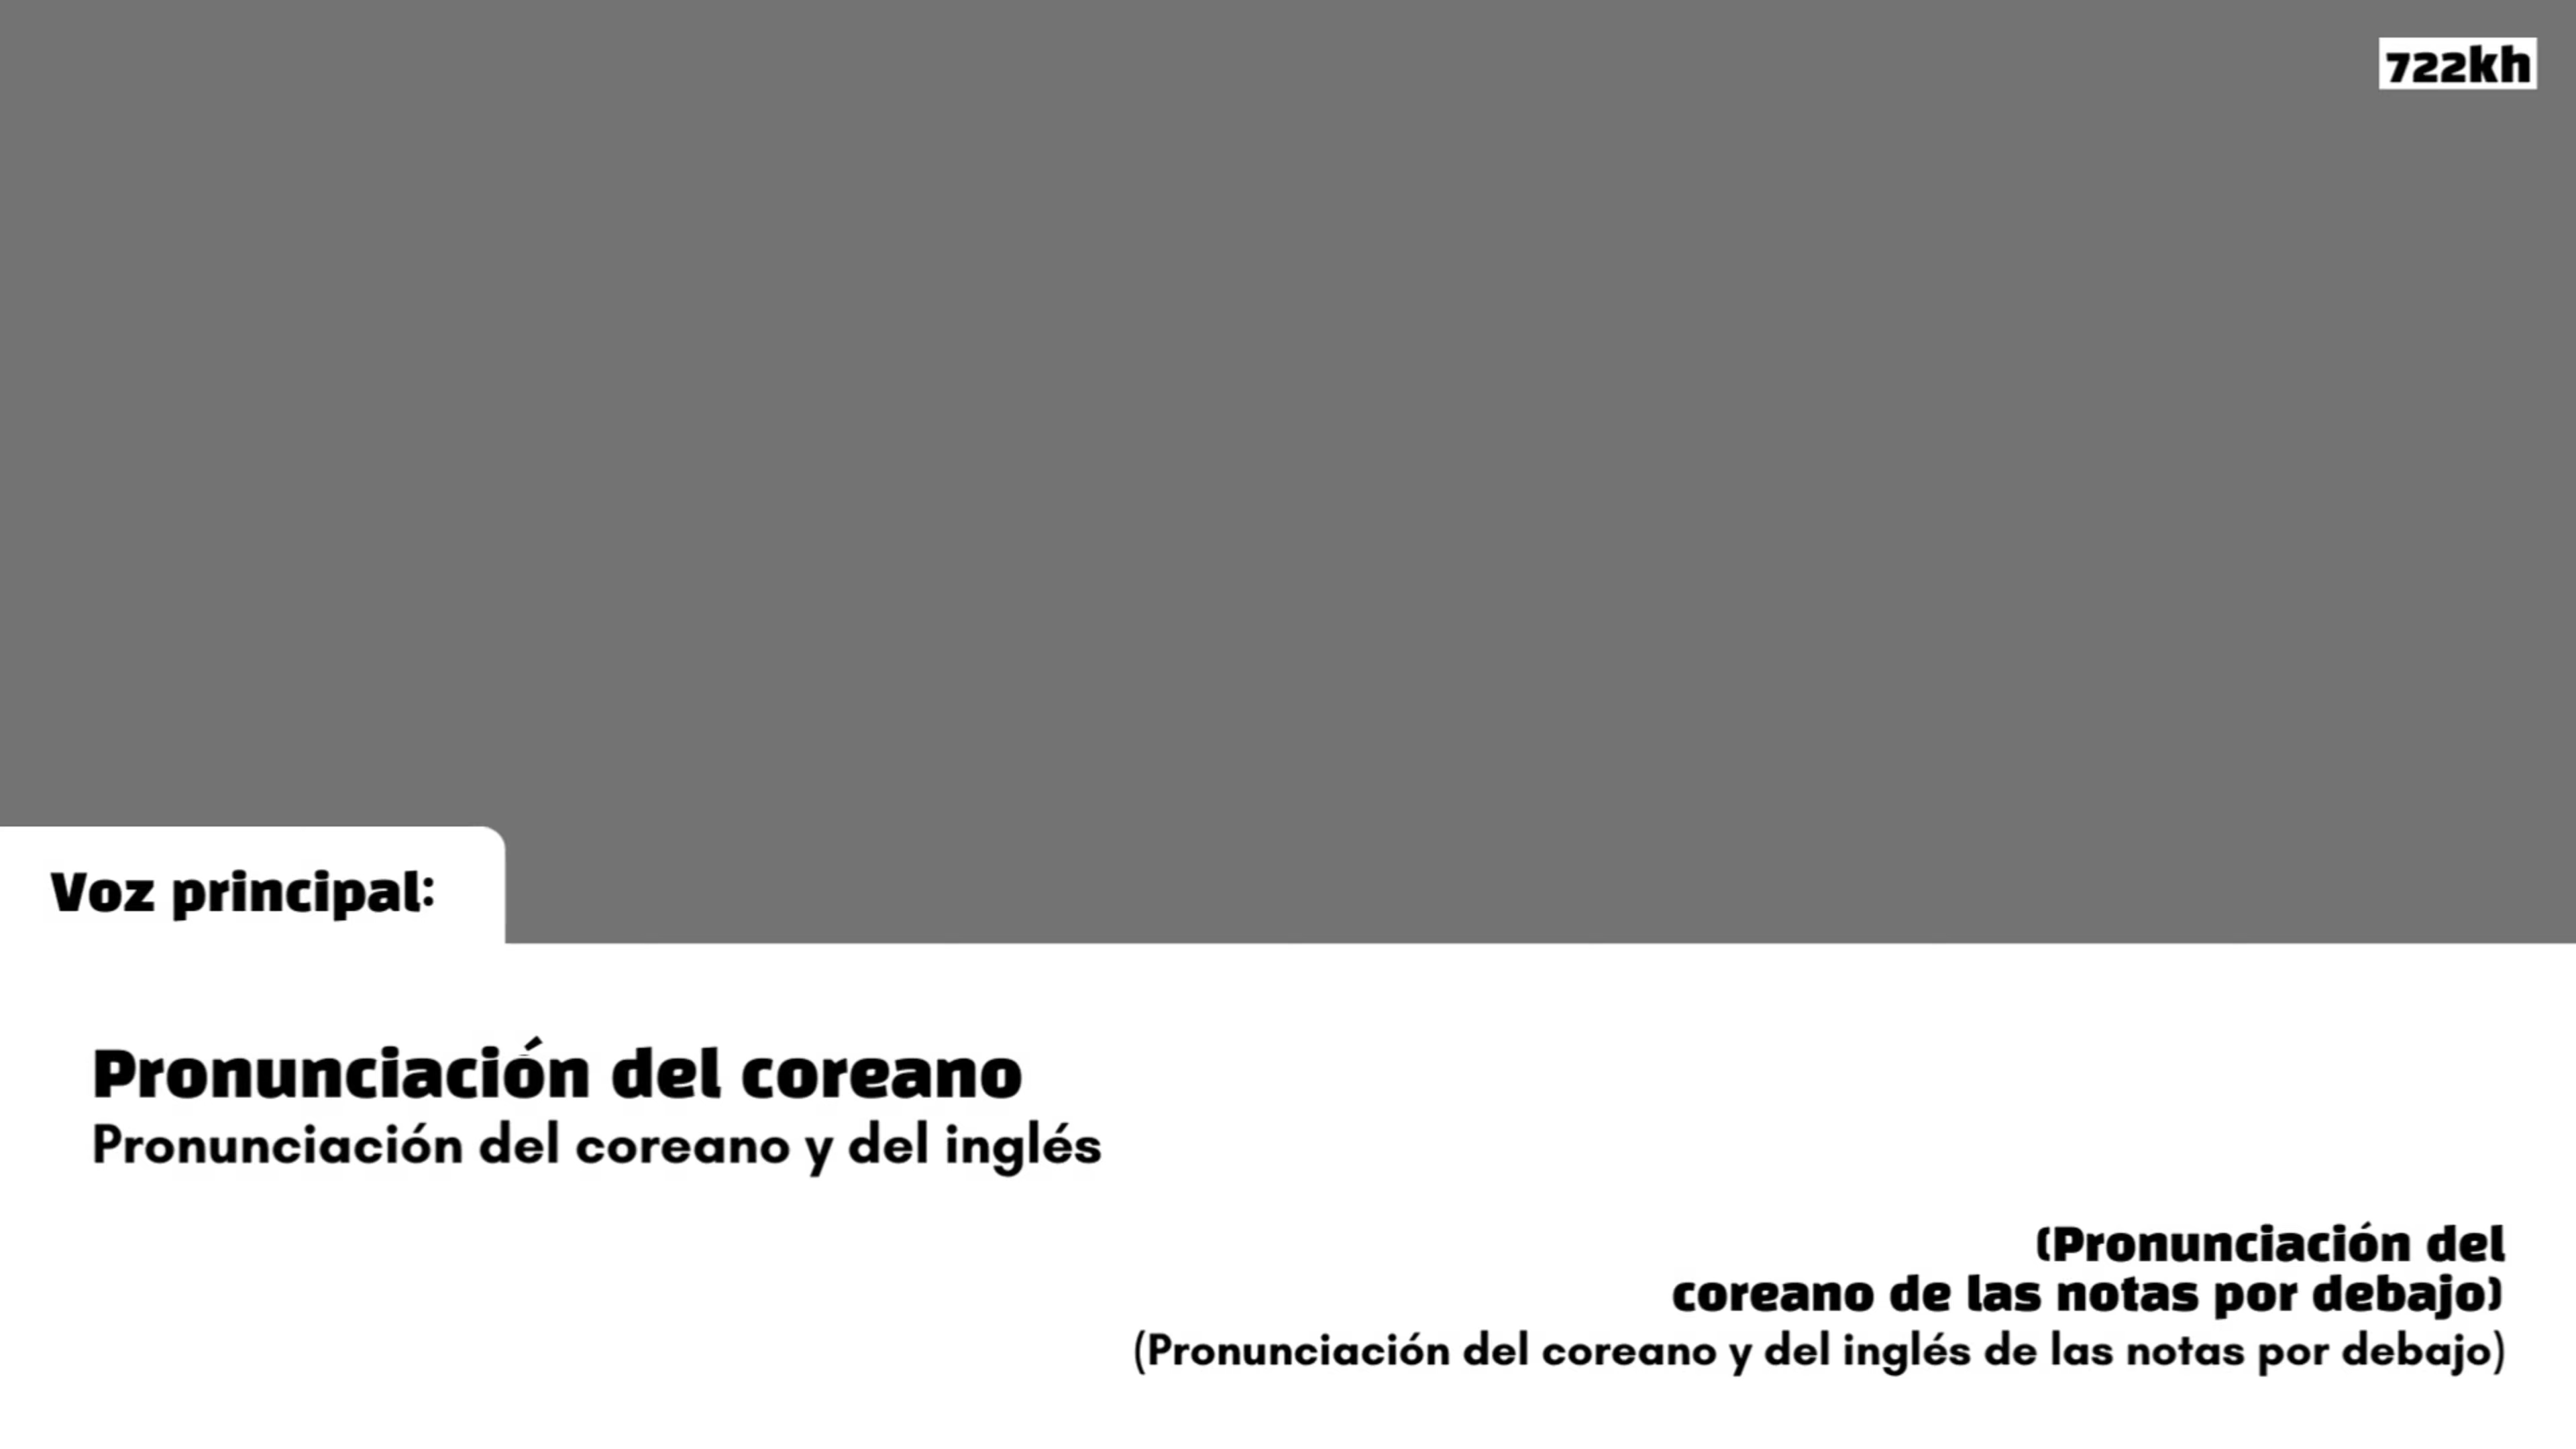 722kh
Voz principal:
Pronunciación del coreano
Pronunciación del coreano y del inglés
(Pronunciación del
coreano de las notas por debajo)
(Pronunciación del coreano y del inglés de las notas por debajo)